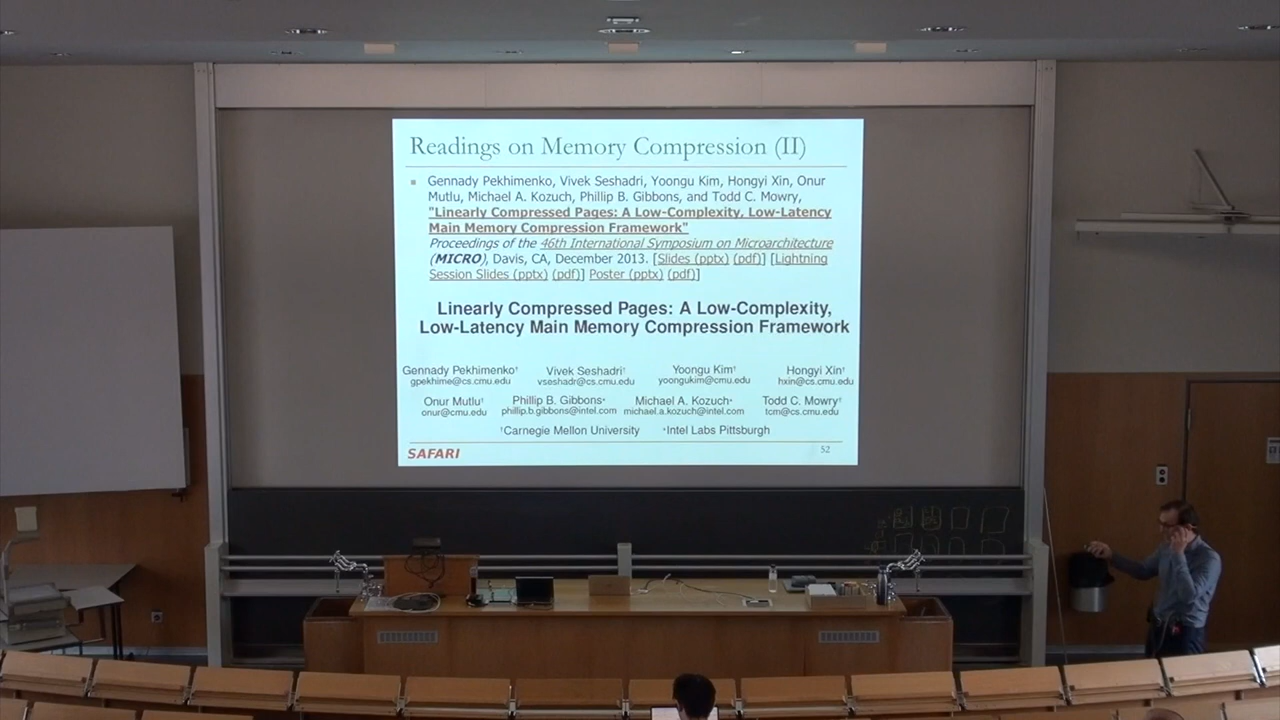 Readings on Memory Compression (II)
Gennady Pekhimenko, Vivek Seshadri, Yoongu Kim, Hongyi Xin, Onur
Mutlu, Michael A. Kozuch, Phillip B. Gibbons, and Todd C. Mowry,
"Linearly Compressed Pages: A Low-Complexity, Low-Latency
Main Memory Compression Framework"
Proceedings of the 46th International Symposium on Microarchitecture
(MICRO), Davis, CA, December 2013. [Slides (pptx) (pdf)] [Lightning
Session Slides (pptx) (pdf)] Poster (pptx) (pdf)]
Linearly Compressed Pages: A Low-Complexity,
Low-Latency Main Memory Compression Framework
Gennady Pekhimenko† Vivek Seshadri† Yoongu Kim† Hongyi Xin†
gpekhime@cs.cmu.edu vseshadr@cs.cmu.edu yoongukim@cmu.edu hxin@cs.cmu.edu
Onur Mutlu† Phillip B. Gibbons* Michael A. Kozuch* Todd C. Mowry†
onur@cmu.edu phillip.b.gibbons@intel.com michael.a.kozuch@intel.com tcm@cs.cmu.edu
†Carnegie Mellon University *Intel Labs Pittsburgh
SAFARI 52